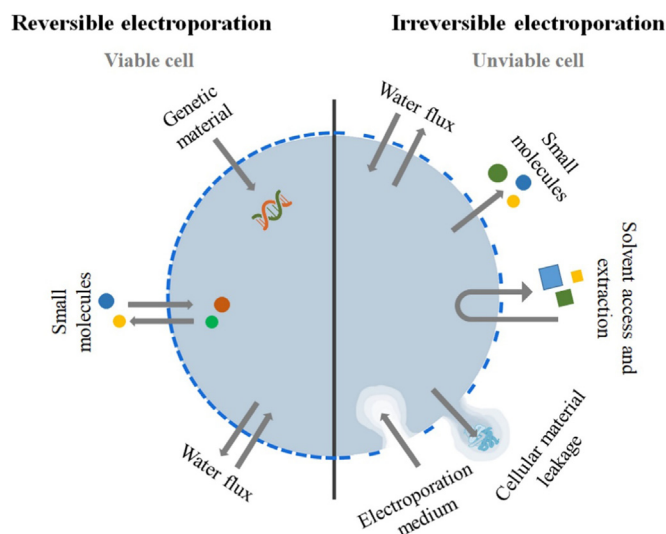 Reversible electroporation
Irreversible electroporation
Viable cell
Unviable cell
Genetic
material
Water flux
Small
molecules
Small
molecules
Solvent access and
extraction
Water flux
Electroporation
medium
Cellular material
leakage